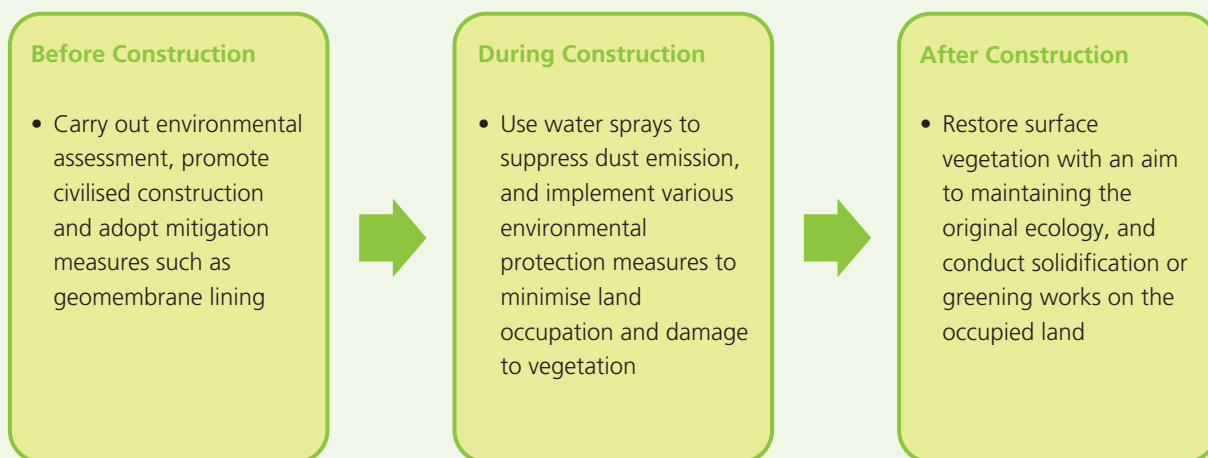 Before Construction
• Carry out environmental
assessment, promote
civilised construction
and adopt mitigation
measures such as
geomembrane lining
During Construction
• Use water sprays to
suppress dust emission,
and implement various
environmental
protection measures to
minimise land
occupation and damage
to vegetation
After Construction
• Restore surface
vegetation with an aim
to maintaining the
original ecology, and
conduct solidification or
greening works on the
occupied land